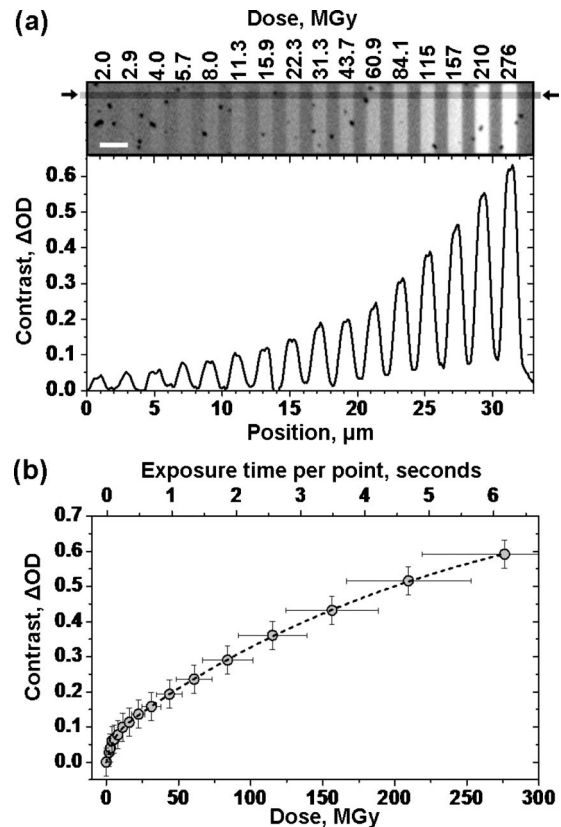 (a)
Dose, MGy
2.0 2.9 4.0 5.7 8.0 11.3 15.9 22.3 31.3 43.7 60.9 84.1 115 157 210 276
0.6
0.5
0.4
0.3
0.2
0.1
0.0
Contrast, ΔOD
0 5 10 15 20 25 30
Position, μm
(b)
Exposure time per point, seconds
0 1 2 3 4 5 6
0.7
0.6
0.5
0.4
0.3
0.2
0.1
0.0
Contrast, ΔOD
0 50 100 150 200 250 300
Dose, MGy